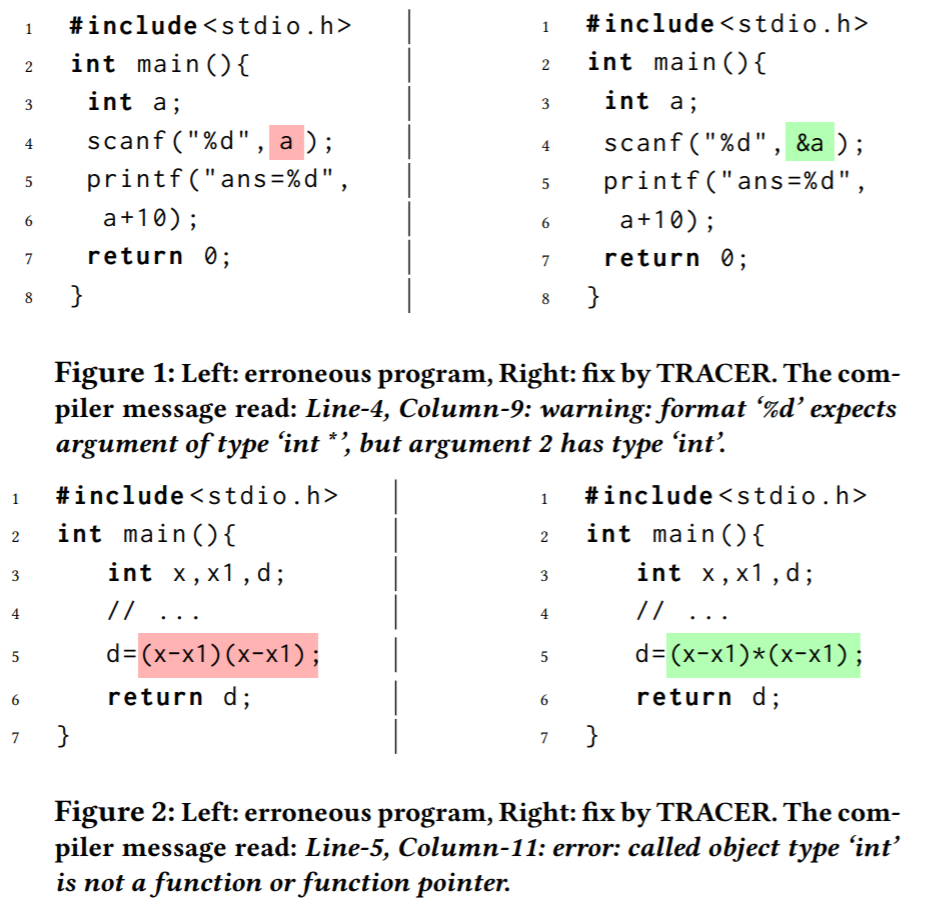 1 #include<stdio.h>
2 int main(){
3 int a;
4 scanf("%d", a );
5 printf("ans=%d",
6 a+10);
7 return 0;
8 }
1 #include<stdio.h>
2 int main(){
3 int a;
4 scanf("%d", &a );
5 printf("ans=%d",
6 a+10);
7 return 0;
8 }
Figure 1: Left: erroneous program, Right: fix by TRACER. The com-
piler message read: Line-4, Column-9: warning: format ‘%d’ expects
argument of type ‘int *’, but argument 2 has type ‘int’.
1 #include<stdio.h>
2 int main(){
3 int x,x1,d;
4 // ...
5 d=(x-x1)(x-x1);
6 return d;
7 }
1 #include<stdio.h>
2 int main(){
3 int x,x1,d;
4 // ...
5 d=(x-x1)*(x-x1);
6 return d;
7 }
Figure 2: Left: erroneous program, Right: fix by TRACER. The com-
piler message read: Line-5, Column-11: error: called object type ‘int’
is not a function or function pointer.